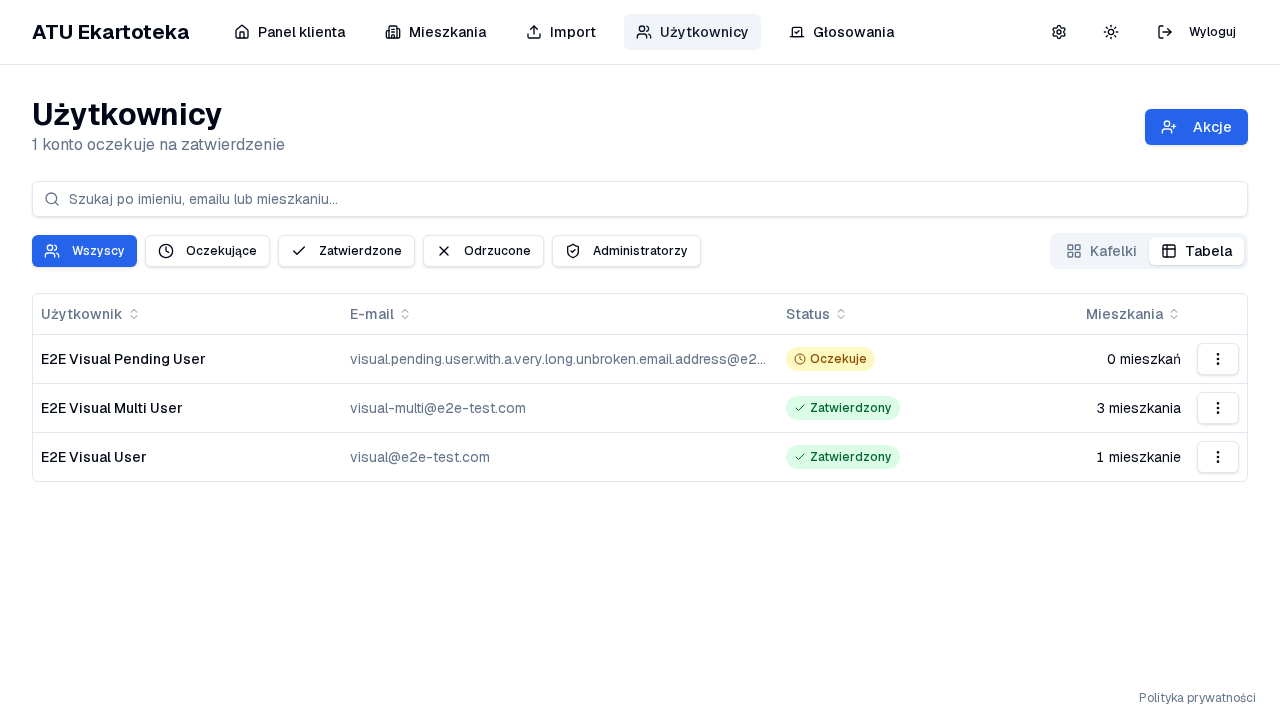 ATU Ekartoteka Panel klienta Mieszkania Import Użytkownicy Głosowania Wyloguj
Użytkownicy
1 konto oczekuje na zatwierdzenie
Akcje
Szukaj po imieniu, emailu lub mieszkaniu...
Wszyscy Oczekujące Zatwierdzone Odrzucone Administratorzy Kafelki Tabela
Użytkownik E-mail Status Mieszkania
E2E Visual Pending User visual.pending.user.with.a.very.long.unbroken.email.address@e2... Oczekuje 0 mieszkań
E2E Visual Multi User visual-multi@e2e-test.com Zatwierdzony 3 mieszkania
E2E Visual User visual@e2e-test.com Zatwierdzony 1 mieszkanie
Polityka prywatności